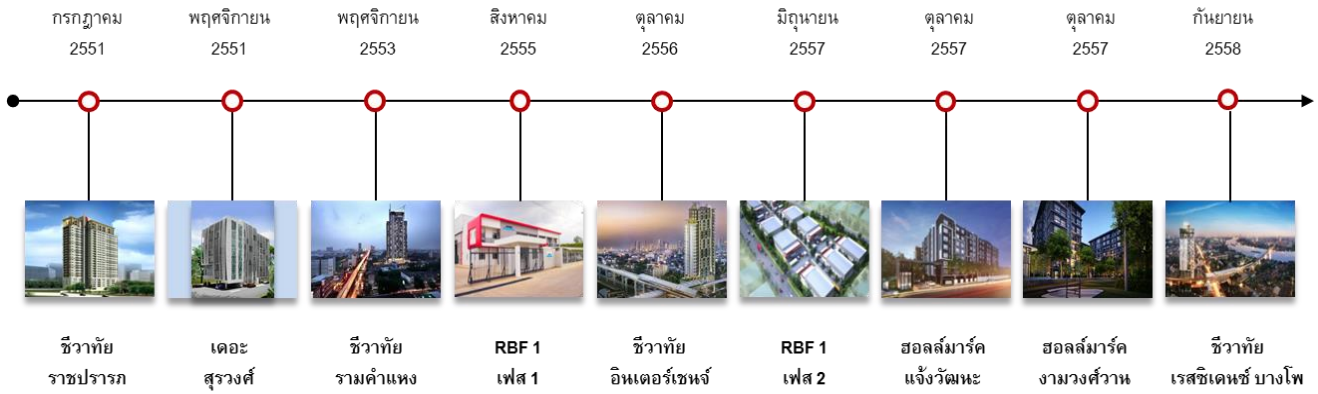 กรกฎาคม
2551
พฤศจิกายน
2551
พฤศจิกายน
2553
สิงหาคม
2555
ตุลาคม
2556
มิถุนายน
2557
ตุลาคม
2557
ตุลาคม
2557
กันยายน
2558
ชีวาทัย
ราชปรารภ
เดอะ
สุรวงศ์
ชีวาทัย
รามคำแหง
RBF 1
เฟส 1
ชีวาทัย
อินเตอร์เชนจ์
RBF 1
เฟส 2
ฮอลล์มาร์ค
แจ้งวัฒนะ
ฮอลล์มาร์ค
งามวงศ์วาน
ชีวาทัย
เรสซิเดนซ์ บางโพ